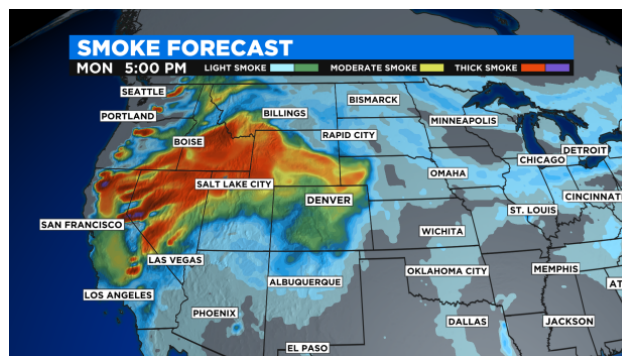 SMOKE FORECAST
MON 5:00 PM LIGHT SMOKE MODERATE SMOKE THICK SMOKE
SEATTLE
PORTLAND
BILLINGS
BISMARCK
MINNEAPOLIS
BOISE
RAPID CITY
DETROIT
CHICAGO
SALT LAKE CITY
OMAHA
DENVER
CINCINNAT
ST. LOUIS
SAN FRANCISCO
WICHITA
LAS VEGAS
OKLAHOMA CITY
MEMPHIS
ALBUQUERQUE
AT
LOS ANGELES
PHOENIX
DALLAS
JACKSON
EL PASO